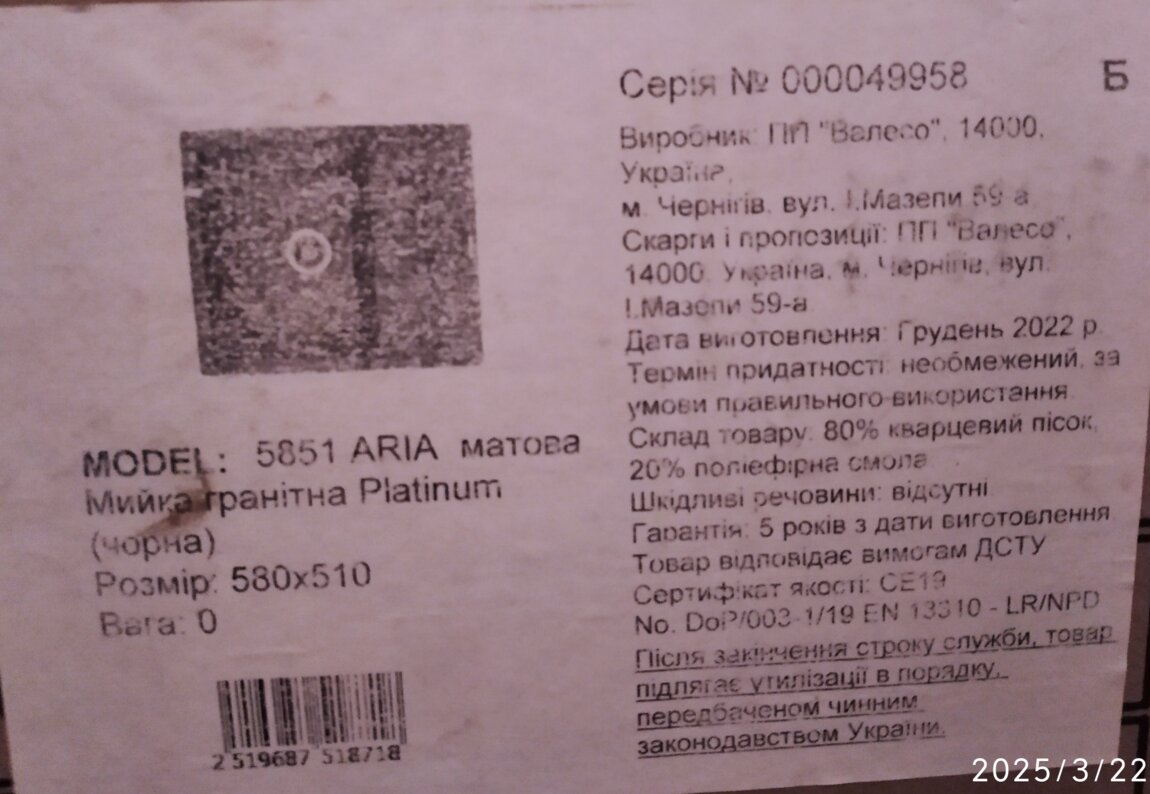 MODEL: 5851 ARIA матова
Мийка гранітна Platinum
(чорна)
Розмір: 580x510
Вага: 0
2 519687 518718
Серія № 000049958
Б
Виробник: ПП "Валесо", 14000,
Україна,
м. Чернігів, вул. І.Мазепи 59-а
Скарги і пропозиції: ПП "Валесо",
14000, Україна, м. Чернігів, вул.
І.Мазепи 59-а
Дата виготовлення: Грудень 2022 р.
Термін придатності: необмежений, за
умови правильного використання
Склад товару: 80% кварцевий пісок,
20% поліефірна смола
Шкідливі речовини: відсутні
Гарантія: 5 років з дати виготовлення
Товар відповідає вимогам ДСТУ
Сертифікат якості: CE19
No. DoP/003-1/19 EN 13310 - LR/NPD
Після закінчення строку служби, товар
підлягає утилізації в порядку,
передбаченом чинним
законодавством України.
2025/3/22